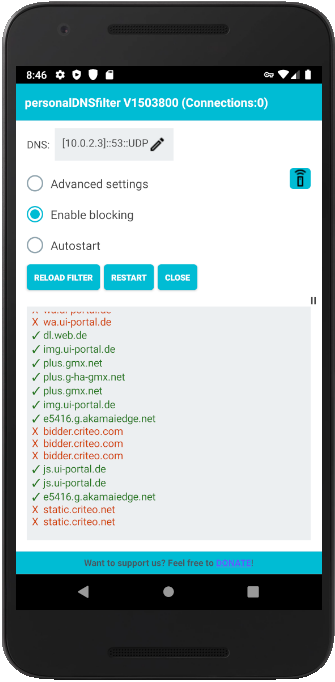 8:46
personalDNSfilter V1503800 (Connections:0)
DNS: [10.0.2.3]::53::UDP
Advanced settings
Enable blocking
Autostart
RELOAD FILTER RESTART CLOSE
X wa.ui-portal.de
X wa.ui-portal.de
✓ dl.web.de
✓ img.ui-portal.de
✓ plus.gmx.net
✓ plus.g-ha-gmx.net
✓ plus.gmx.net
✓ img.ui-portal.de
✓ e5416.g.akamaiedge.net
X bidder.criteo.com
X bidder.criteo.com
X bidder.criteo.com
✓ js.ui-portal.de
✓ js.ui-portal.de
✓ e5416.g.akamaiedge.net
X static.criteo.net
X static.criteo.net
Want to support us? Feel free to DONATE!